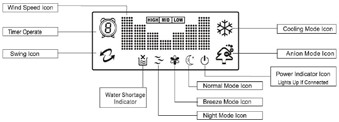 Wind Speed Icon
HIGH MID LOW
Timer Operate
8
Cooling Mode Icon
Swing Icon
Anion Mode Icon
Power Indicator Icon
Lights Up if Connected
Water Shortage
Indicator
Normal Mode Icon
Breeze Mode Icon
Night Mode Icon